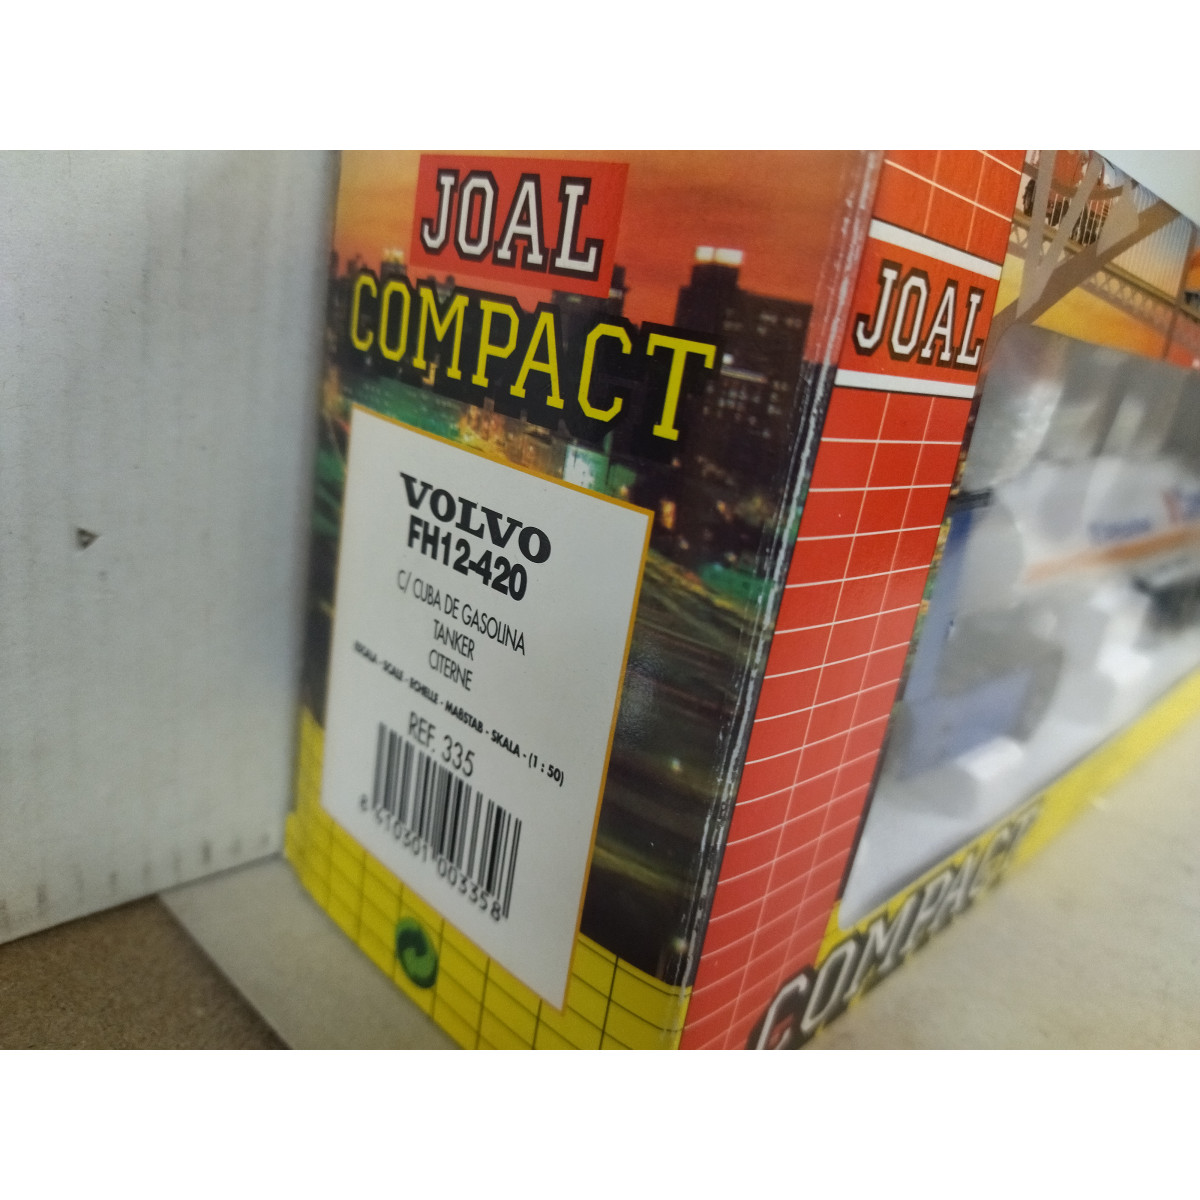 JOAL
COMPACT
VOLVO
FH12-420
C/ CUBA DE GASOLINA
TANKER
CITERNE
ESCALA - SCALE - ECHELLE - MABSTAB - SKALA - (1 : 50)
REF. 335
8 410301 003358
JOAL
COMPACT